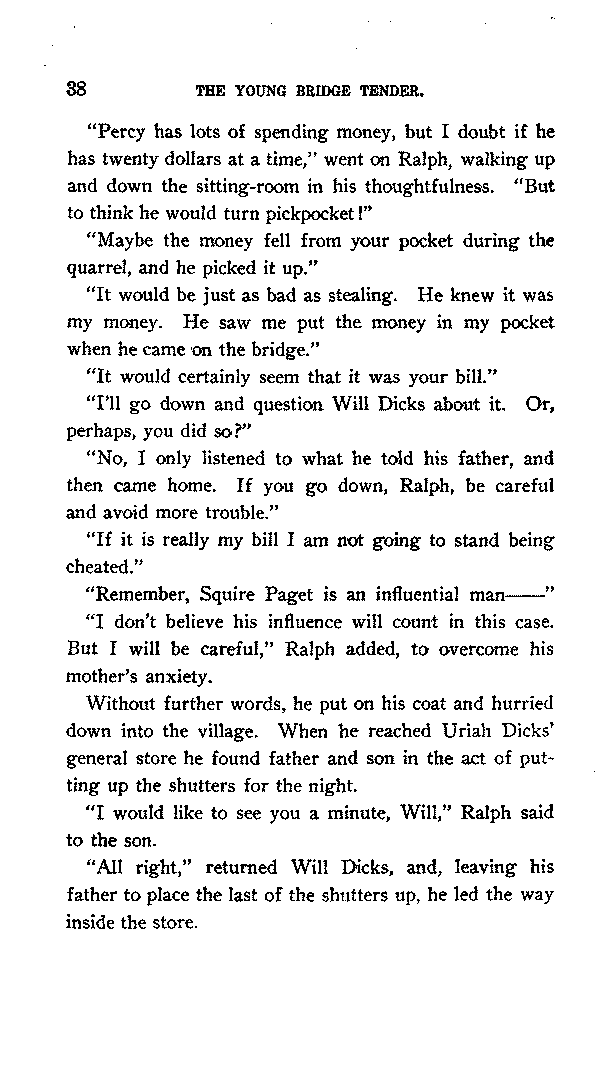 38 THE YOUNG BRIDGE TENDER.
"Percy has lots of spending money, but I doubt if he
has twenty dollars at a time," went on Ralph, walking up
and down the sitting-room in his thoughtfulness. "But
to think he would turn pickpocket!"
"Maybe the money fell from your pocket during the
quarrel, and he picked it up."
"It would be just as bad as stealing. He knew it was
my money. He saw me put the money in my pocket
when he came on the bridge."
"It would certainly seem that it was your bill."
"I'll go down and question Will Dicks about it. Or,
perhaps, you did so?"
"No, I only listened to what he told his father, and
then came home. If you go down, Ralph, be careful
and avoid more trouble."
"If it is really my bill I am not going to stand being
cheated."
"Remember, Squire Paget is an influential man——"
"I don't believe his influence will count in this case.
But I will be careful," Ralph added, to overcome his
mother's anxiety.
Without further words, he put on his coat and hurried
down into the village. When he reached Uriah Dicks'
general store he found father and son in the act of put-
ting up the shutters for the night.
"I would like to see you a minute, Will," Ralph said
to the son.
"All right," returned Will Dicks, and, leaving his
father to place the last of the shutters up, he led the way
inside the store.